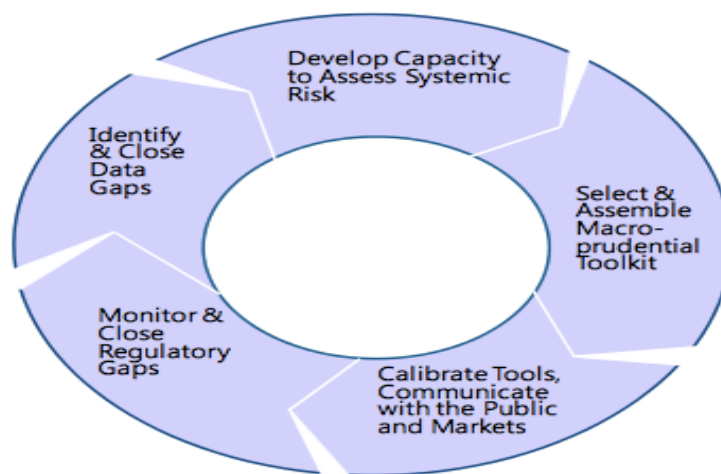 Develop Capacity
to Assess Systemic
Risk
Select &
Assemble
Macro-
prudential
Toolkit
Calibrate Tools,
Communicate
with the Public
and Markets
Monitor &
Close
Regulatory
Gaps
Identify
& Close
Data
Gaps